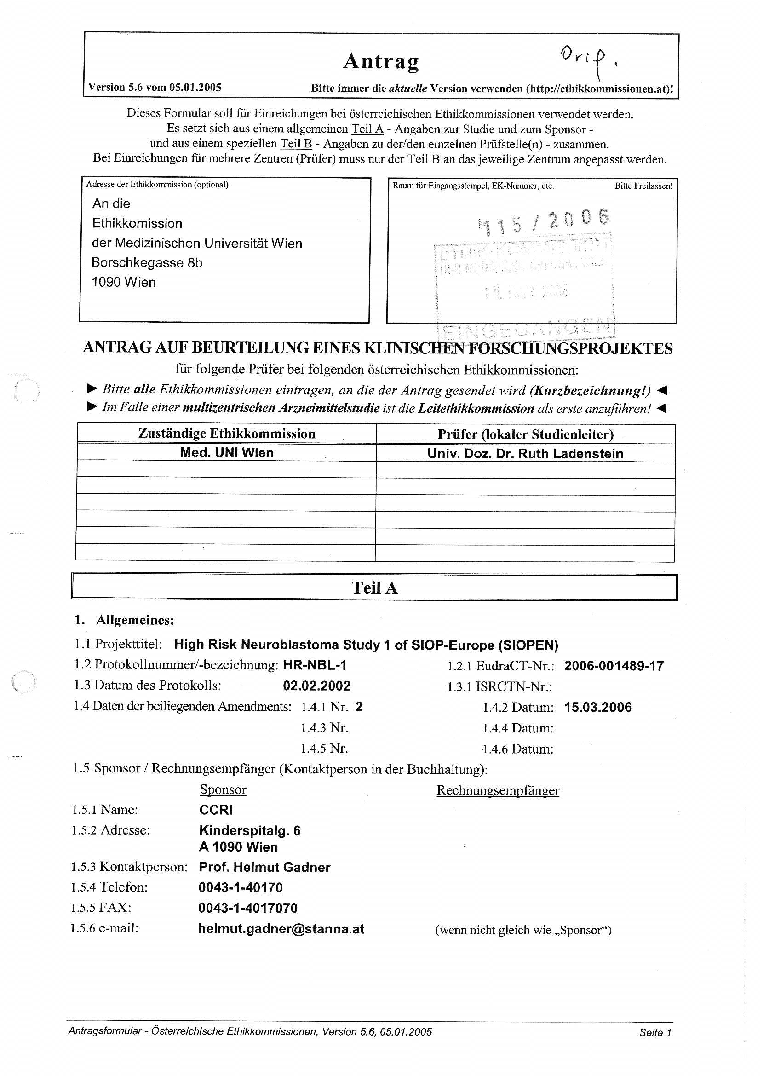 Antrag
Orig.
Version 5.6 vom 05.01.2005
Bitte immer die aktuelle Version verwenden (http://ethikkommissionen.at)!
Dieses Formular soll für Einreichungen bei österreichischen Ethikkommissionen verwendet werden.
Es setzt sich aus einem allgemeinen Teil A - Angaben zur Studie und zum Sponsor -
und aus einem speziellen Teil B - Angaben zu der/den einzelnen Prüfstelle(n) - zusammen.
Bei Einreichungen für mehrere Zentren (Prüfer) muss nur der Teil B an das jeweilige Zentrum angepasst werden.
Adresse der Ethikkommission (optional)
An die
Ethikkomission
der Medizinischen Universität Wien
Borschkegasse 8b
1090 Wien
Raum für Eingangsstempel, EK-Nummer, etc. Bitte Freilassen!
115 / 2006
EINGEGANGEN
ANTRAG AUF BEURTEILUNG EINES KLINISCHEN FORSCHUNGSPROJEKTES
für folgende Prüfer bei folgenden österreichischen Ethikkommissionen:
► Bitte alle Ethikkommissionen eintragen, an die der Antrag gesendet wird (Kurzbezeichnung!) ◄
► Im Falle einer multizentrischen Arzneimittelstudie ist die Leitethikkommission als erste anzuführen! ◄
Zuständige Ethikkommission Prüfer (lokaler Studienleiter)
Med. UNI Wien Univ. Doz. Dr. Ruth Ladenstein
Teil A
1. Allgemeines:
1.1 Projekttitel: High Risk Neuroblastoma Study 1 of SIOP-Europe (SIOPEN)
1.2 Protokollnummer/-bezeichnung: HR-NBL-1 1.2.1 EudraCT-Nr.: 2006-001489-17
1.3 Datum des Protokolls: 02.02.2002 1.3.1 ISRCTN-Nr.:
1.4 Daten der beiliegenden Amendments: 1.4.1 Nr. 2 1.4.2 Datum: 15.03.2006
1.4.3 Nr. 1.4.4 Datum:
1.4.5 Nr. 1.4.6 Datum:
1.5 Sponsor / Rechnungsempfänger (Kontaktperson in der Buchhaltung):
Sponsor Rechnungsempfänger
1.5.1 Name: CCRI
1.5.2 Adresse: Kinderspitalg. 6
A 1090 Wien
1.5.3 Kontaktperson: Prof. Helmut Gadner
1.5.4 Telefon: 0043-1-40170
1.5.5 FAX: 0043-1-4017070
1.5.6 e-mail: helmut.gadner@stanna.at (wenn nicht gleich wie „Sponsor“)
Antragsformular - Österreichische Ethikkommissionen, Version 5.6, 05.01.2005 Seite 1